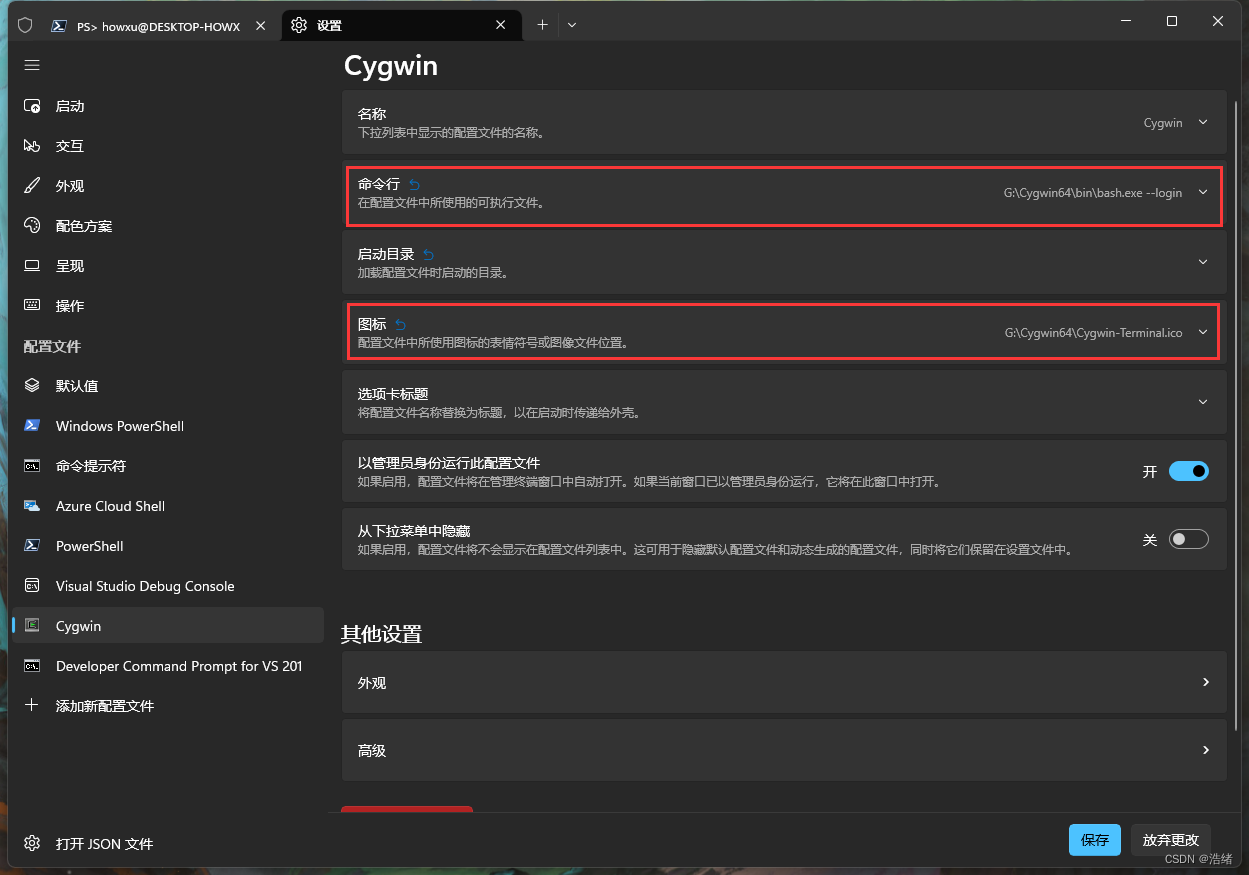 PS> howxu@DESKTOP-HOWX
设置
启动
交互
外观
配色方案
呈现
操作
配置文件
默认值
Windows PowerShell
命令提示符
Azure Cloud Shell
PowerShell
Visual Studio Debug Console
Cygwin
Developer Command Prompt for VS 201
添加新配置文件
打开 JSON 文件
Cygwin
名称
下拉列表中显示的配置文件的名称。
Cygwin
命令行
在配置文件中所使用的可执行文件。
G:\Cygwin64\bin\bash.exe --login
启动目录
加载配置文件时启动的目录。
图标
配置文件中所使用图标的表情符号或图像文件位置。
G:\Cygwin64\Cygwin-Terminal.ico
选项卡标题
将配置文件名称替换为标题，以在启动时传递给外壳。
以管理员身份运行此配置文件
如果启用，配置文件将在管理终端窗口中自动打开。如果当前窗口已以管理员身份运行，它将在此窗口中打开。
开
从下拉菜单中隐藏
如果启用，配置文件将不会显示在配置文件列表中。这可用于隐藏默认配置文件和动态生成的配置文件，同时将它们保留在设置文件中。
关
其他设置
外观
高级
保存
放弃更改
CSDN @浩绪